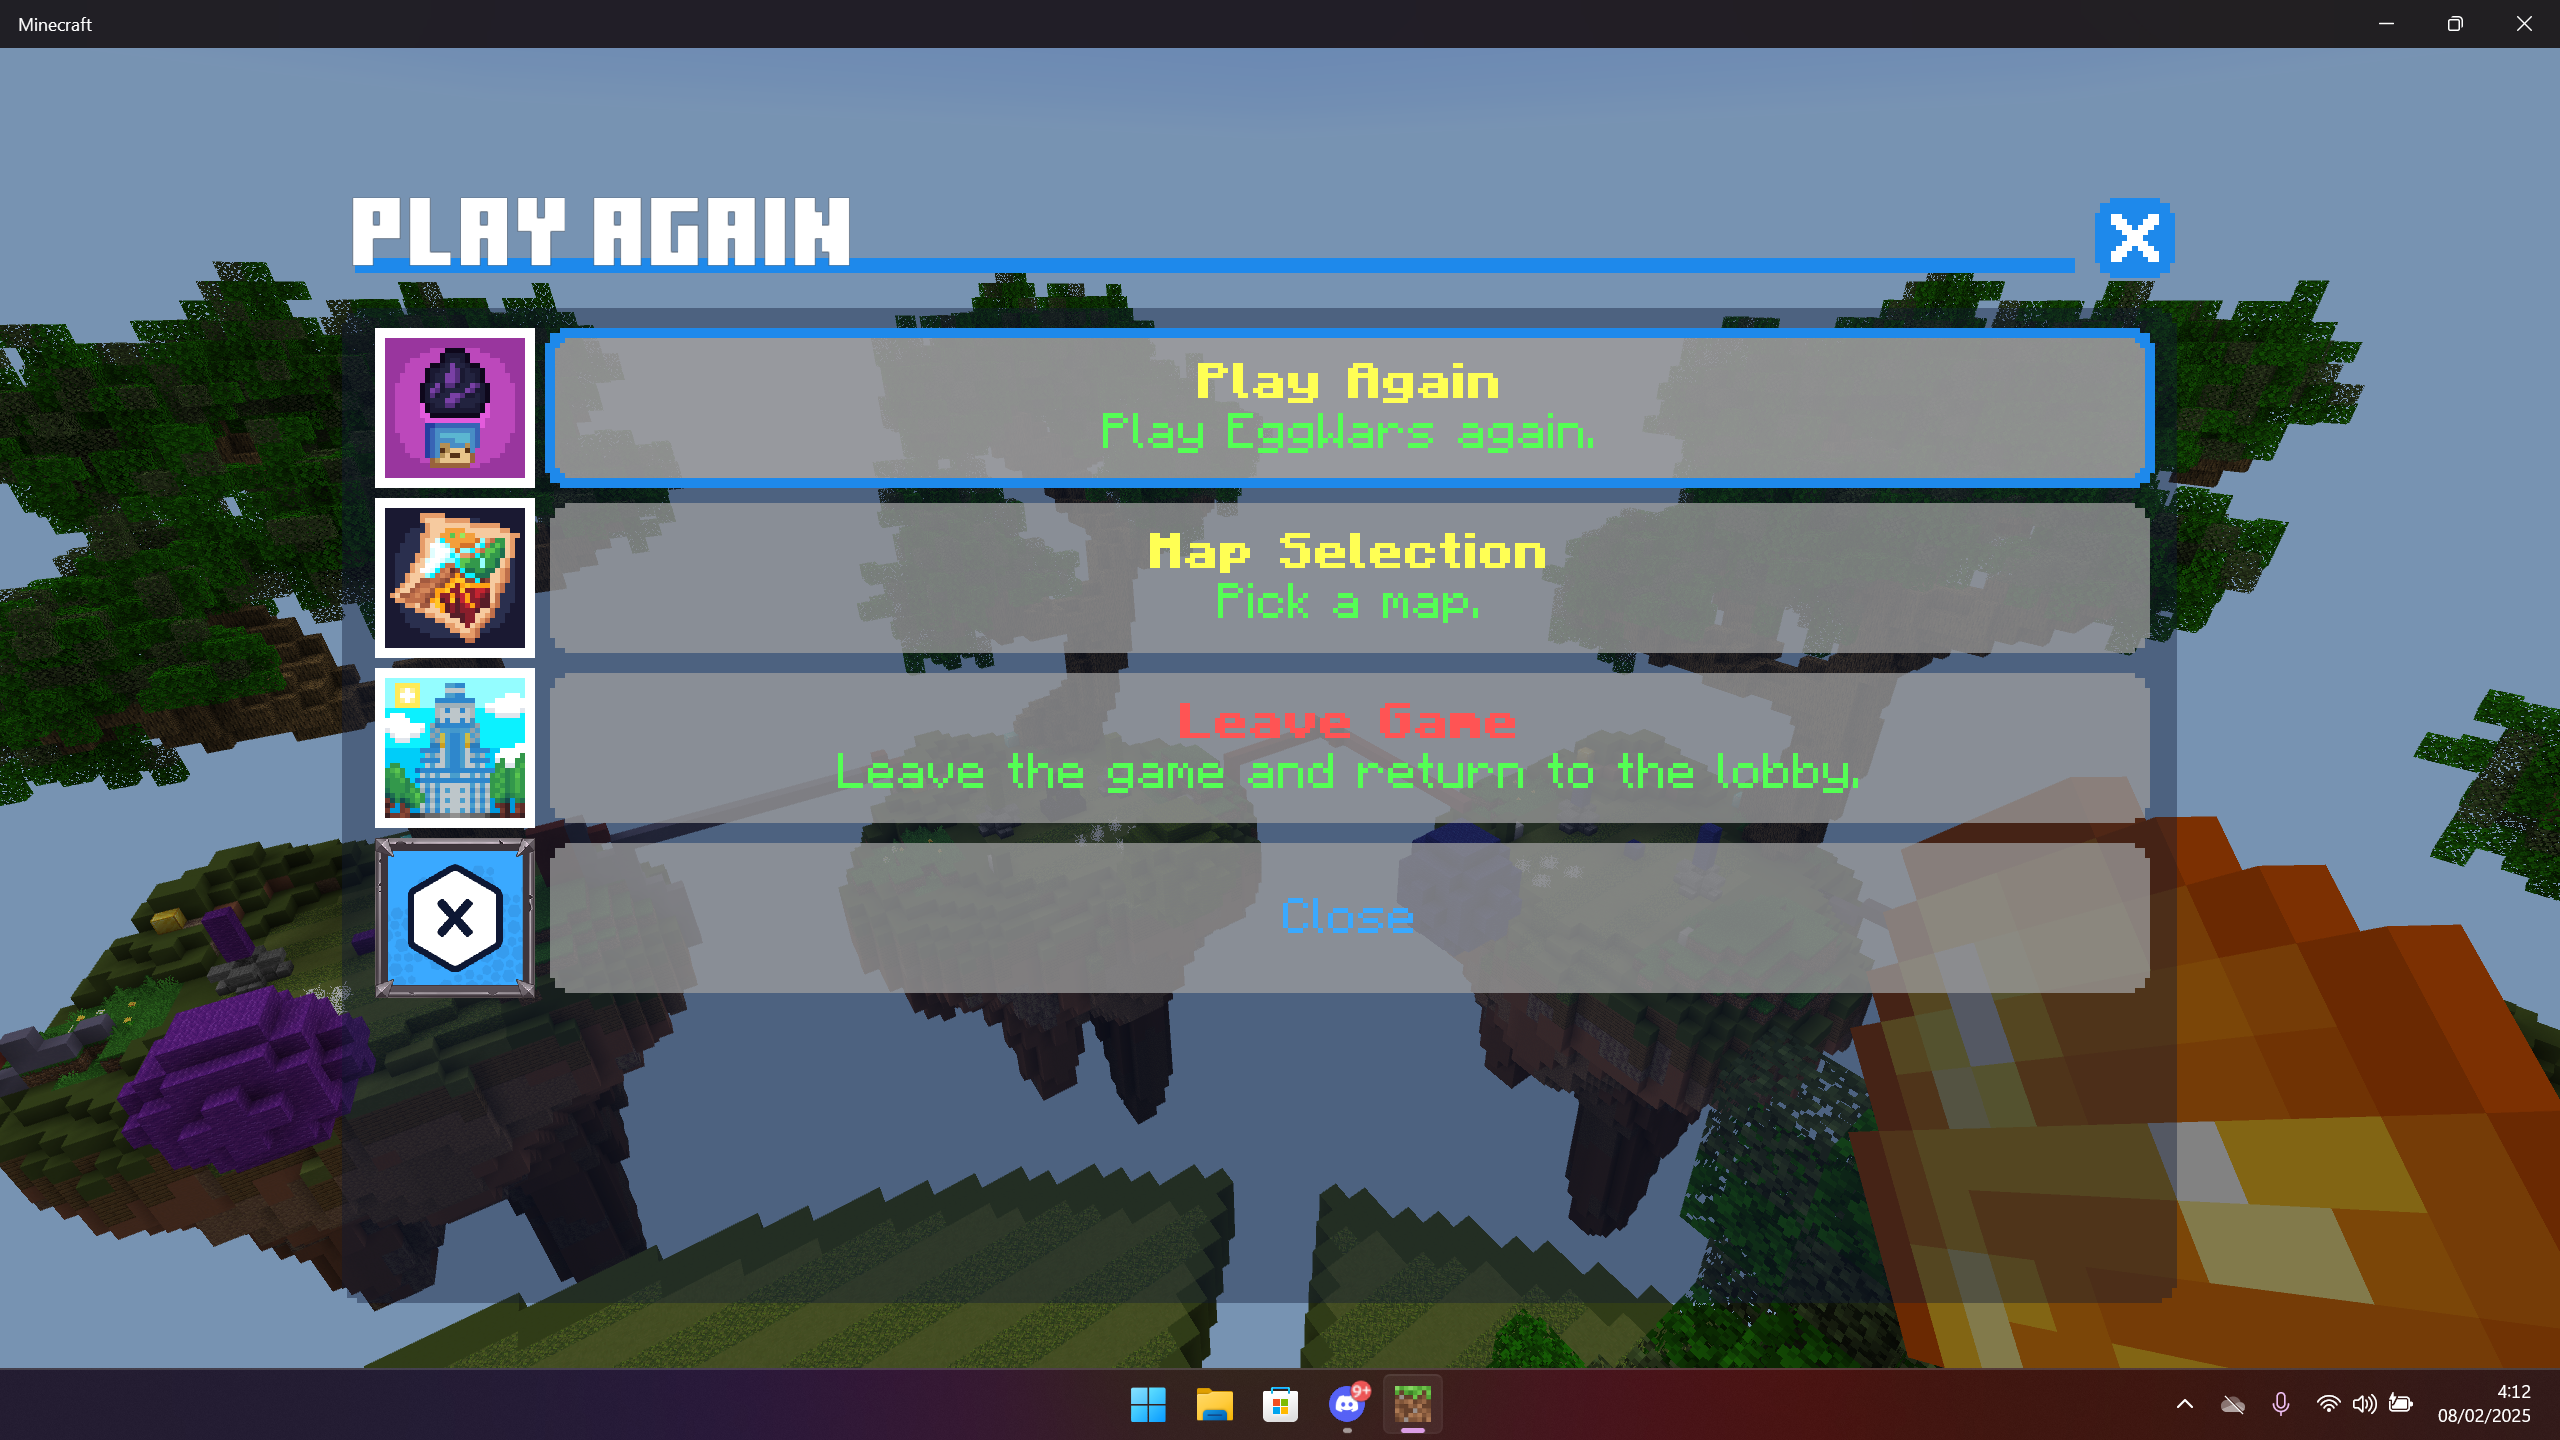 Minecraft
PLAY AGAIN
Play Again
Play EggWars again.
Map Selection
Pick a map.
Leave Game
Leave the game and return to the lobby.
Close
9+
4:12
08/02/2025